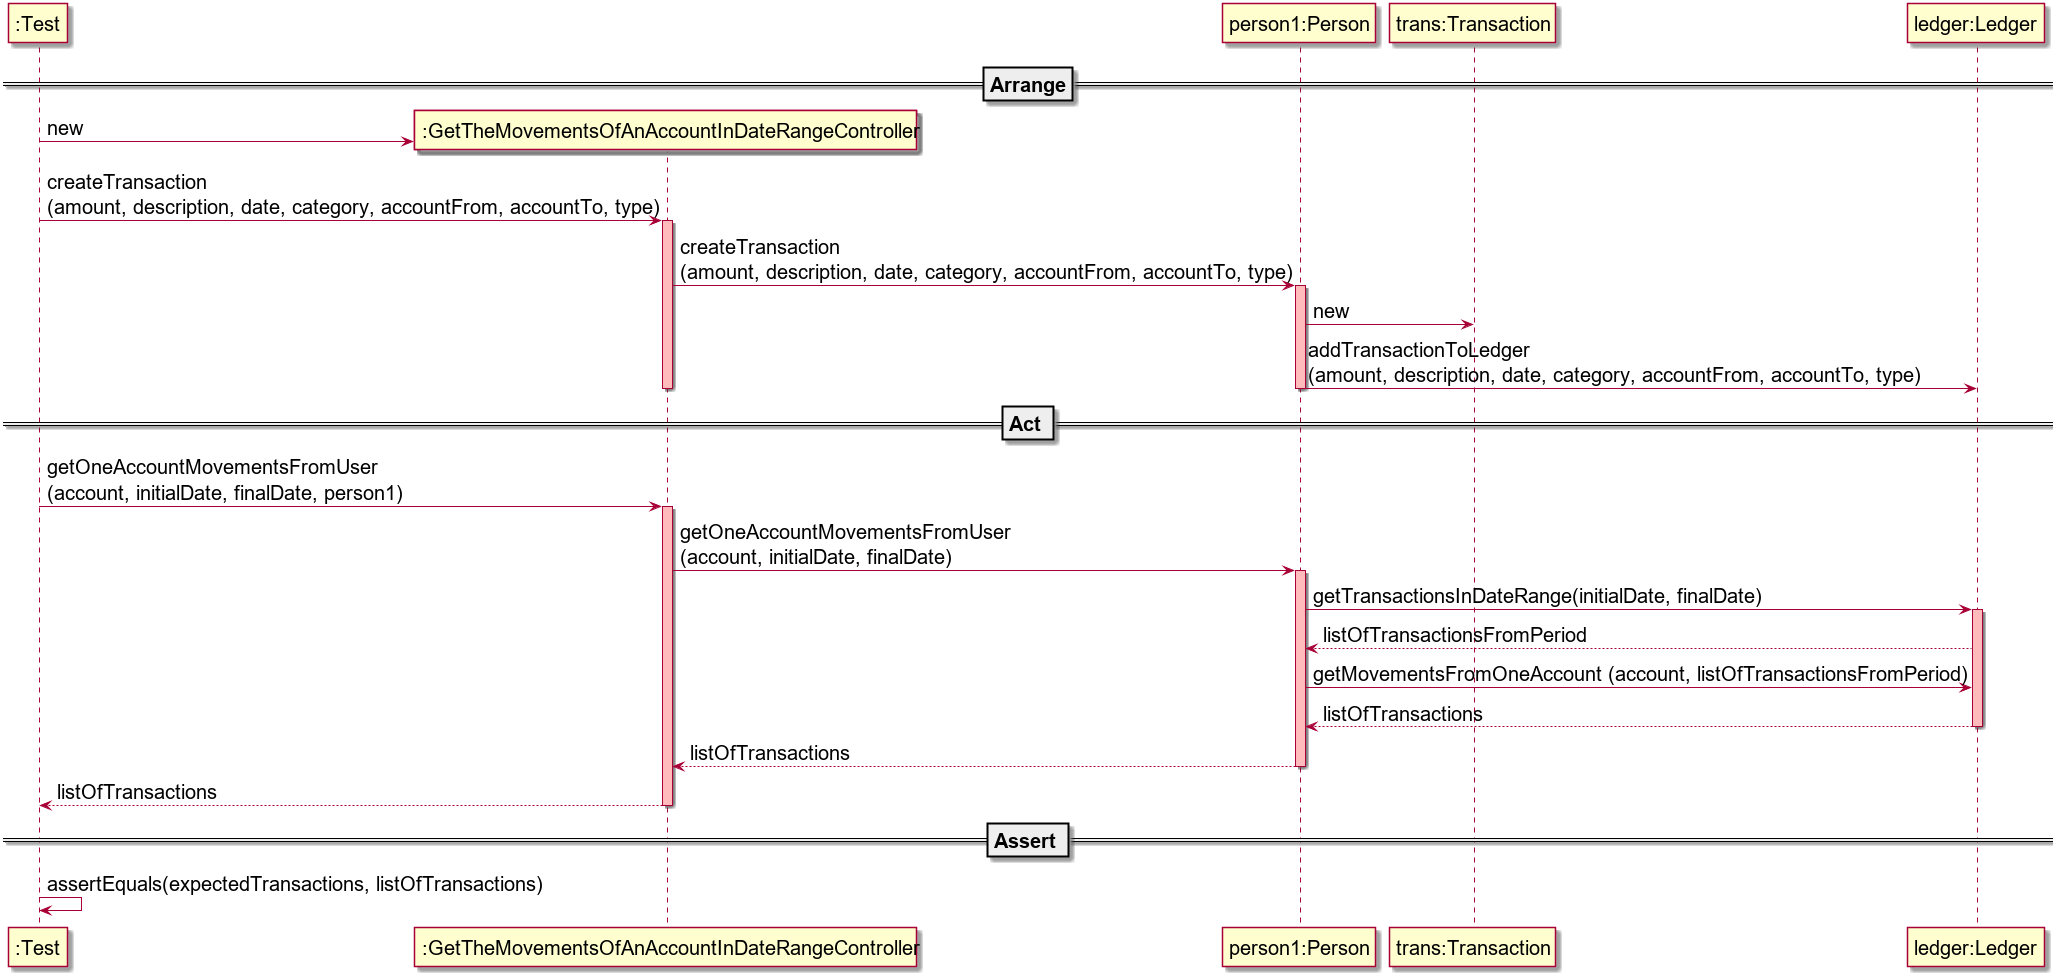 :Test
person1:Person
trans:Transaction
ledger:Ledger
Arrange
new
:GetTheMovementsOfAnAccountInDateRangeController
createTransaction
(amount, description, date, category, accountFrom, accountTo, type)
createTransaction
(amount, description, date, category, accountFrom, accountTo, type)
new
addTransactionToLedger
(amount, description, date, category, accountFrom, accountTo, type)
Act
getOneAccountMovementsFromUser
(account, initialDate, finalDate, person1)
getOneAccountMovementsFromUser
(account, initialDate, finalDate)
getTransactionsInDateRange(initialDate, finalDate)
listOfTransactionsFromPeriod
getMovementsFromOneAccount (account, listOfTransactionsFromPeriod)
listOfTransactions
listOfTransactions
listOfTransactions
Assert
assertEquals(expectedTransactions, listOfTransactions)
:Test
:GetTheMovementsOfAnAccountInDateRangeController
person1:Person
trans:Transaction
ledger:Ledger